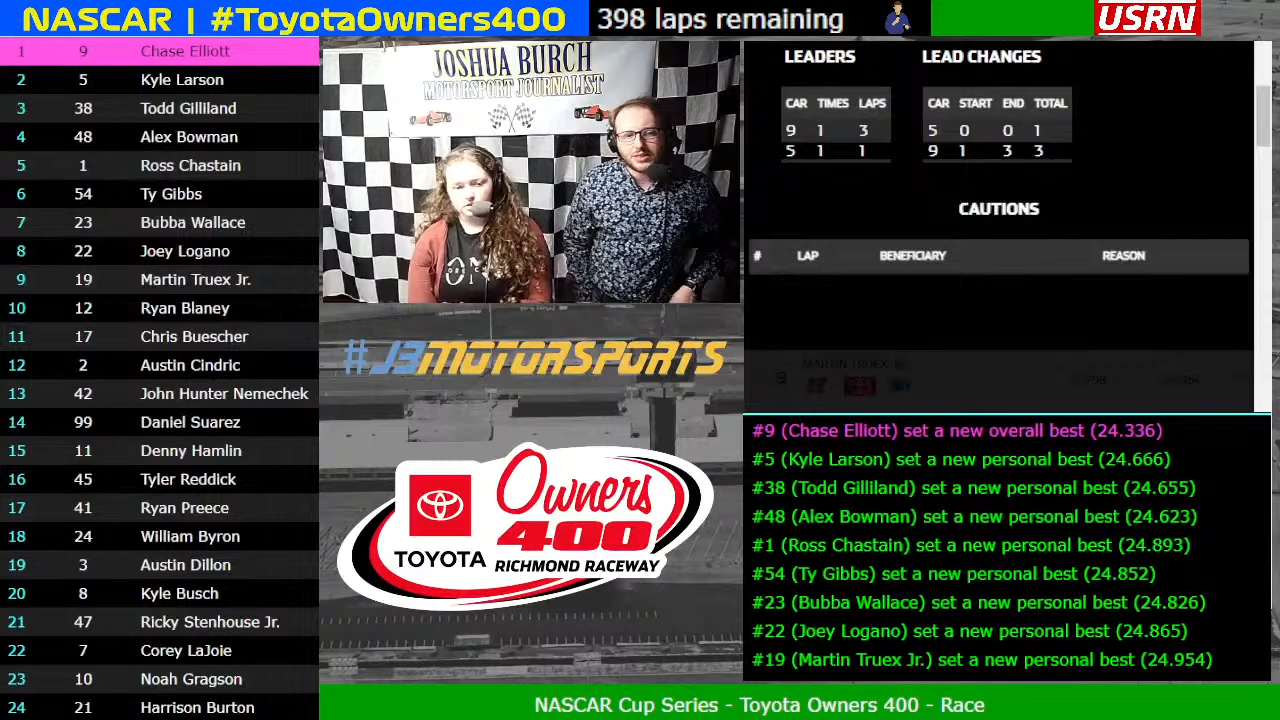 NASCAR | #ToyotaOwners400
398 laps remaining
USRN
1 9 Chase Elliott
2 5 Kyle Larson
3 38 Todd Gilliland
4 48 Alex Bowman
5 1 Ross Chastain
6 54 Ty Gibbs
7 23 Bubba Wallace
8 22 Joey Logano
9 19 Martin Truex Jr.
10 12 Ryan Blaney
11 17 Chris Buescher
12 2 Austin Cindric
13 42 John Hunter Nemechek
14 99 Daniel Suarez
15 11 Denny Hamlin
16 45 Tyler Reddick
17 41 Ryan Preece
18 24 William Byron
19 3 Austin Dillon
20 8 Kyle Busch
21 47 Ricky Stenhouse Jr.
22 7 Corey LaJoie
23 10 Noah Gragson
24 21 Harrison Burton
JOSHUA BURCH
MOTORSPORT JOURNALIST
#JBMOTORSPORTS
TOYOTA
Owners
400
RICHMOND RACEWAY
LEADERS
CAR TIMES LAPS
9 1 3
5 1 1
LEAD CHANGES
CAR START END TOTAL
5 0 0 1
9 1 3 3
CAUTIONS
# LAP BENEFICIARY REASON
#9 (Chase Elliott) set a new overall best (24.336)
#5 (Kyle Larson) set a new personal best (24.666)
#38 (Todd Gilliland) set a new personal best (24.655)
#48 (Alex Bowman) set a new personal best (24.623)
#1 (Ross Chastain) set a new personal best (24.893)
#54 (Ty Gibbs) set a new personal best (24.852)
#23 (Bubba Wallace) set a new personal best (24.826)
#22 (Joey Logano) set a new personal best (24.865)
#19 (Martin Truex Jr.) set a new personal best (24.954)
NASCAR Cup Series - Toyota Owners 400 - Race